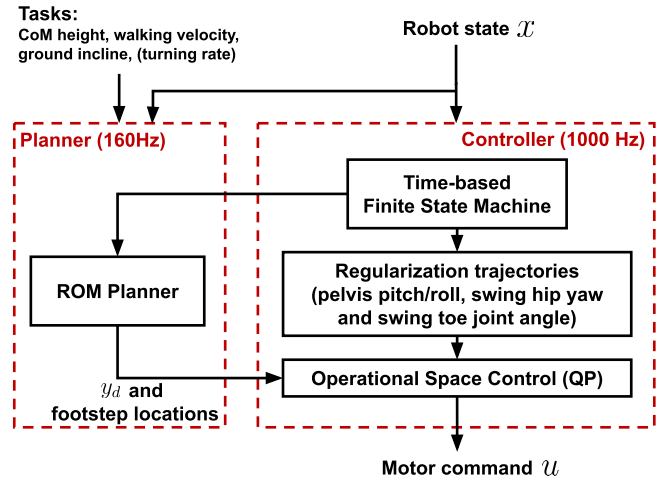 Tasks:
CoM height, walking velocity,
ground incline, (turning rate)
Robot state x
Planner (160Hz)
Controller (1000 Hz)
Time-based
Finite State Machine
ROM Planner
Regularization trajectories
(pelvis pitch/roll, swing hip yaw
and swing toe joint angle)
Operational Space Control (QP)
y_d and
footstep locations
Motor command u